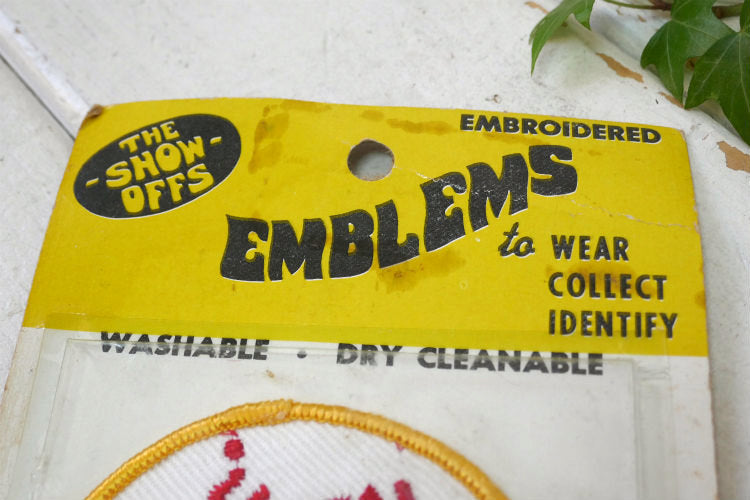 THE
-SHOW-
OFFS
EMBROIDERED
EMBLEMS
to WEAR
COLLECT
IDENTIFY
WASHABLE • DRY CLEANABLE